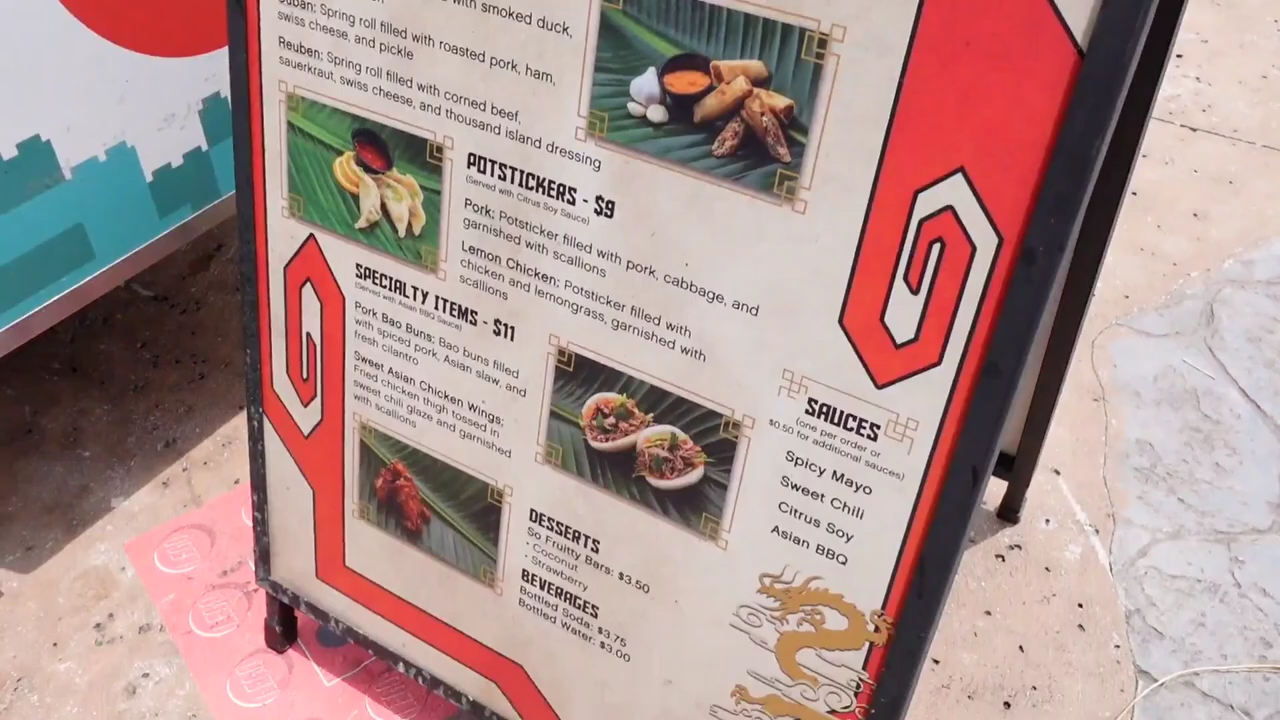 with smoked duck,
Cuban: Spring roll filled with roasted pork, ham,
swiss cheese, and pickle
Reuben: Spring roll filled with corned beef,
sauerkraut, swiss cheese, and thousand island dressing
POTSTICKERS - $9
(Served with Citrus Soy Sauce)
Pork: Potsticker filled with pork, cabbage, and
garnished with scallions
Lemon Chicken: Potsticker filled with
chicken and lemongrass, garnished with
scallions
SPECIALTY ITEMS - $11
(Served with Asian BBQ Sauce)
Pork Bao Buns: Bao buns filled
with spiced pork, Asian slaw, and
fresh cilantro
Sweet Asian Chicken Wings:
Fried chicken thigh tossed in
sweet chili glaze and garnished
with scallions
SAUCES
(one per order or
$0.50 for additional sauces)
Spicy Mayo
Sweet Chili
Citrus Soy
Asian BBQ
DESSERTS
So Fruitty Bars: $3.50
• Coconut
• Strawberry
BEVERAGES
Bottled Soda: $3.75
Bottled Water: $3.00